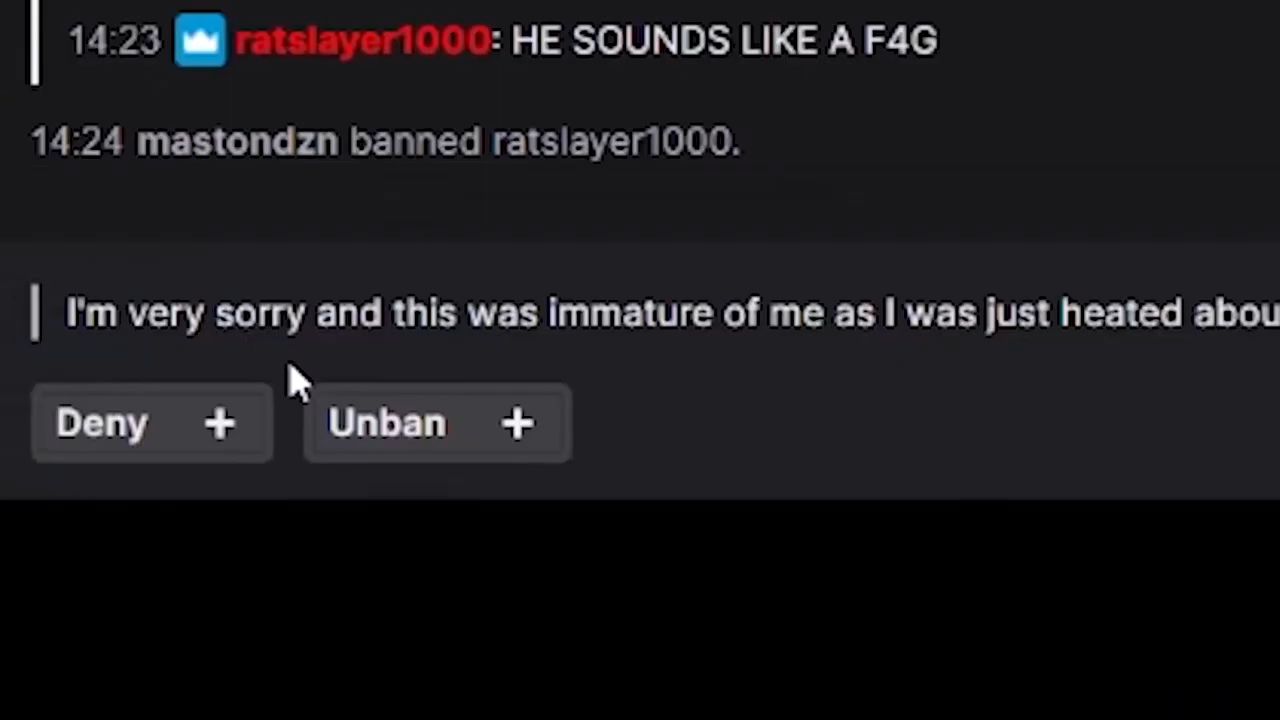 14:23 ratslayer1000: HE SOUNDS LIKE A F4G
14:24 mastondzn banned ratslayer1000.
I'm very sorry and this was immature of me as I was just heated abou
Deny + Unban +